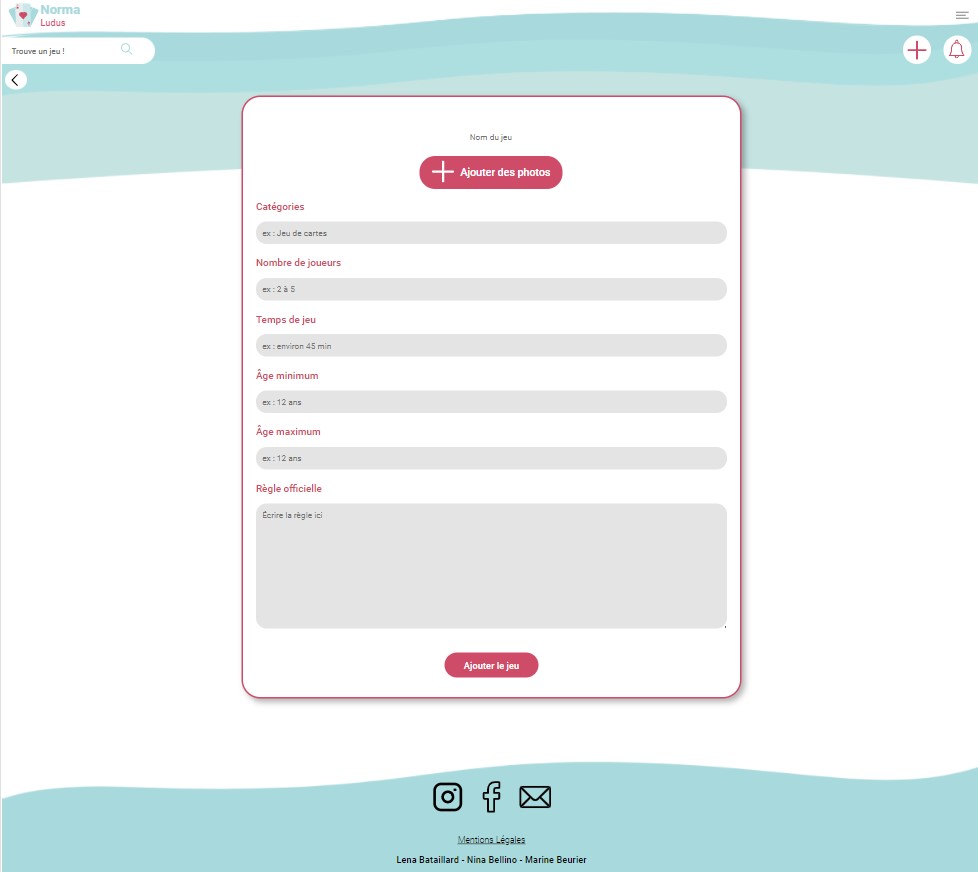 Norma
Ludus
Trouve un jeu !
Nom du jeu
Ajouter des photos
Catégories
ex : Jeu de cartes
Nombre de joueurs
ex : 2 à 5
Temps de jeu
ex : environ 45 min
Âge minimum
ex : 12 ans
Âge maximum
ex : 12 ans
Règle officielle
Écrire la règle ici
Ajouter le jeu
Mentions Légales
Lena Bataillard - Nina Bellino - Marine Beurier